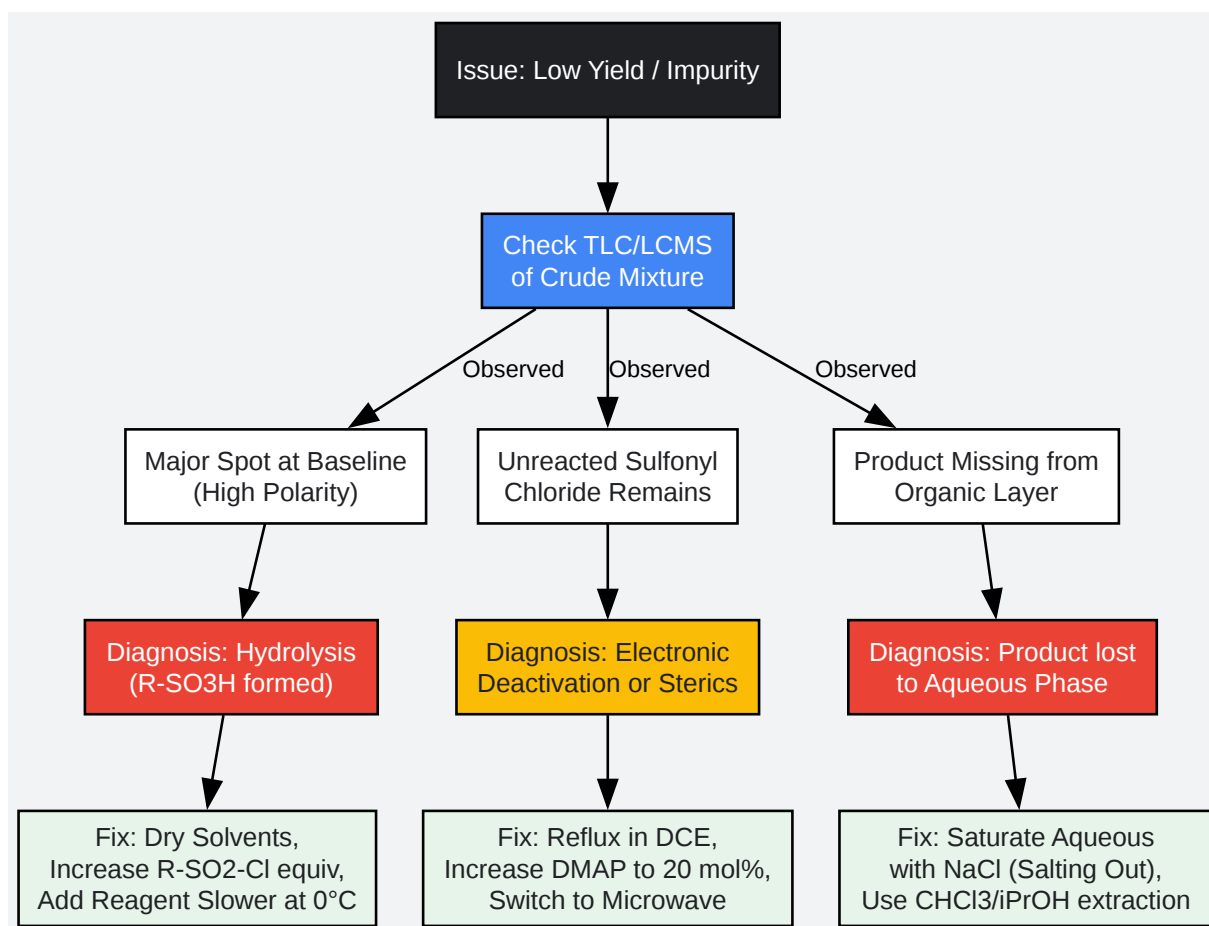 Issue: Low Yield / Impurity
Check TLC/LCMS
of Crude Mixture
Observed
Observed
Observed
Major Spot at Baseline
(High Polarity)
Unreacted Sulfonyl
Chloride Remains
Product Missing from
Organic Layer
Diagnosis: Hydrolysis
(R-SO3H formed)
Diagnosis: Electronic
Deactivation or Sterics
Diagnosis: Product lost
to Aqueous Phase
Fix: Dry Solvents,
Increase R-SO2-Cl equiv,
Add Reagent Slower at 0°C
Fix: Reflux in DCE,
Increase DMAP to 20 mol%,
Switch to Microwave
Fix: Saturate Aqueous
with NaCl (Salting Out),
Use CHCl3/iPrOH extraction